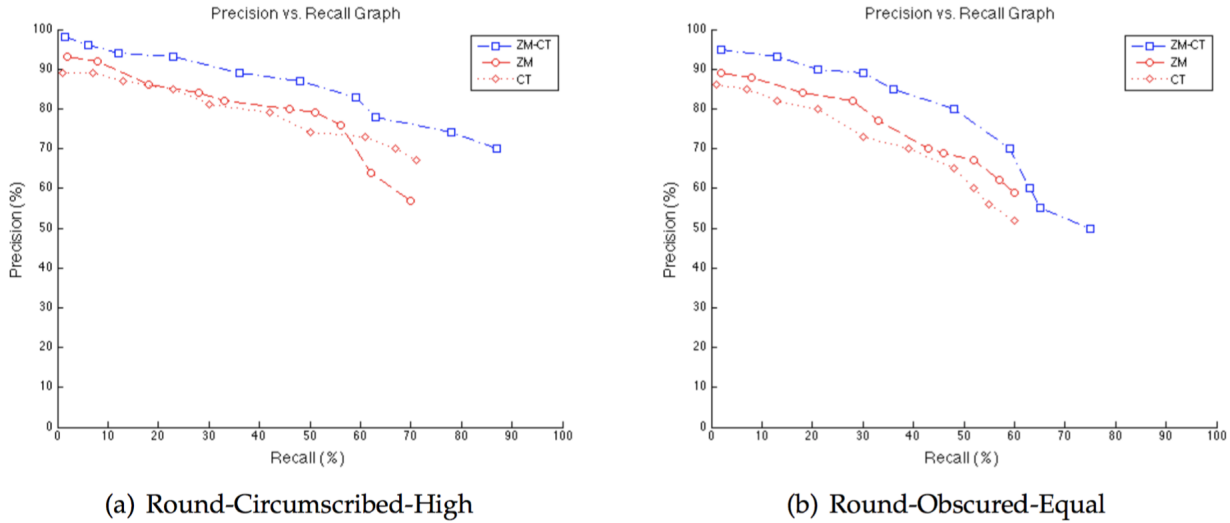 Precision vs. Recall Graph
100
90
80
70
60
50
40
30
20
10
0
0 10 20 30 40 50 60 70 80 90 100
Precision (%)
Recall (%)
ZM-CT
ZM
CT
(a) Round-Circumscribed-High
Precision vs. Recall Graph
100
90
80
70
60
50
40
30
20
10
0
0 10 20 30 40 50 60 70 80 90 100
Precision (%)
Recall (%)
ZM-CT
ZM
CT
(b) Round-Obscured-Equal